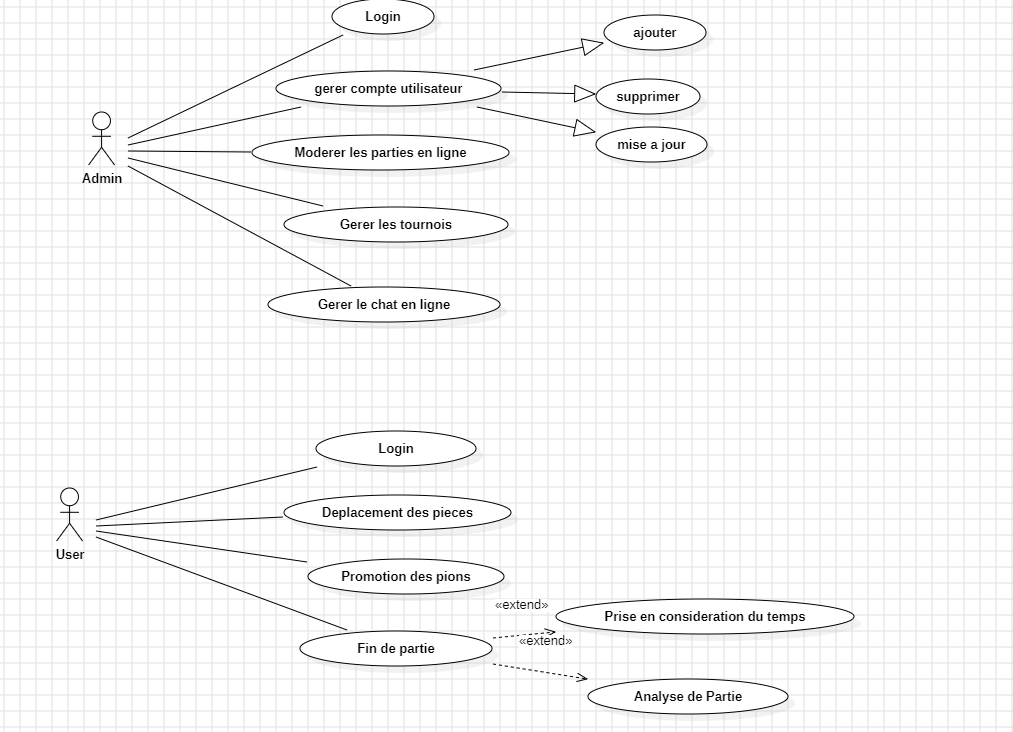 Login
ajouter
gerer compte utilisateur
supprimer
mise a jour
Moderer les parties en ligne
Admin
Gerer les tournois
Gerer le chat en ligne
Login
Deplacement des pieces
User
Promotion des pions
«extend»
Prise en consideration du temps
«extend»
Fin de partie
Analyse de Partie